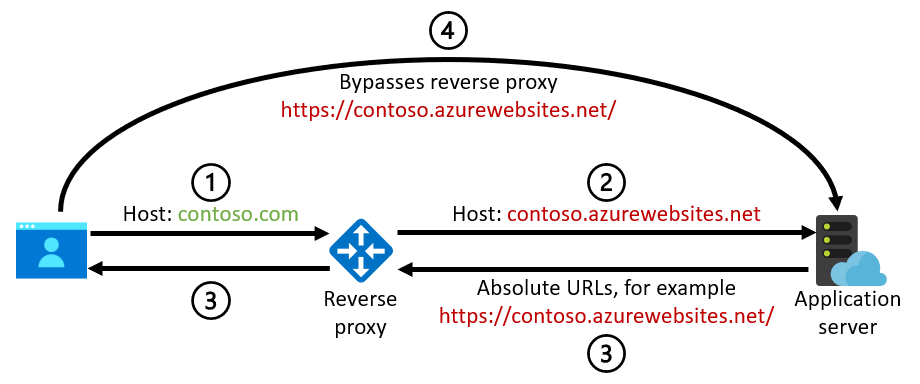 4
Bypasses reverse proxy
https://contoso.azurewebsites.net/
1
2
Host: contoso.com
Host: contoso.azurewebsites.net
3
Reverse
proxy
Absolute URLs, for example
https://contoso.azurewebsites.net/
3
Application
server